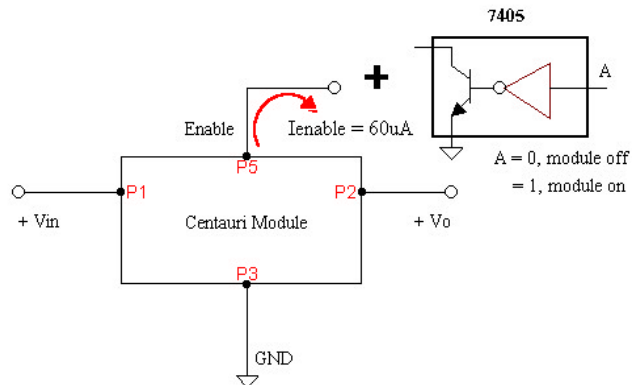 7405
A
Enable
Ienable = 60uA
A = 0, module off
= 1, module on
P5
P1
P2
+ Vin
Centauri Module
+ Vo
P3
GND